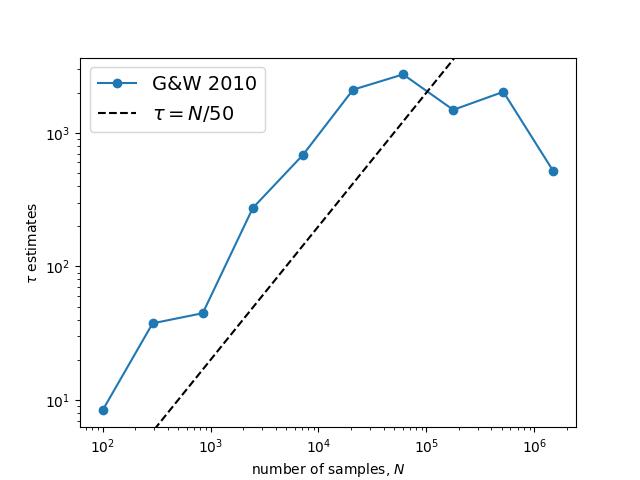 G&W 2010
τ = N/50
τ estimates
10³
10²
10¹
10²
10³
10⁴
10⁵
10⁶
number of samples, N